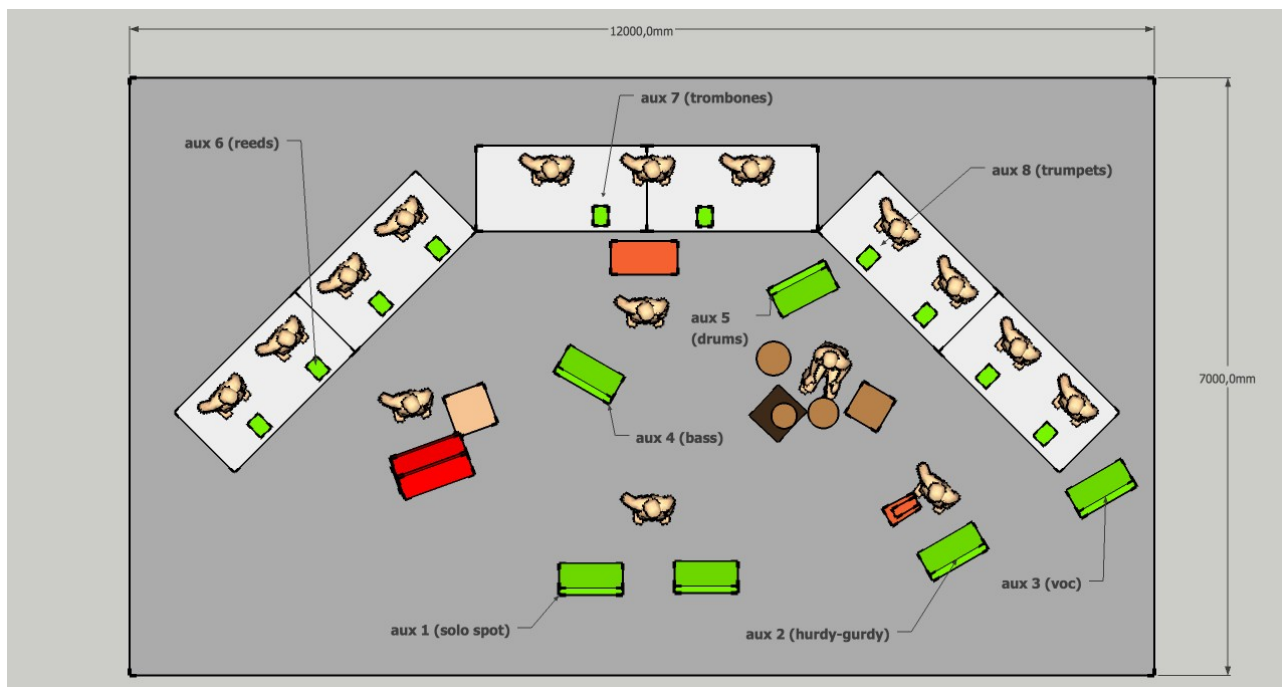 12000,0mm
aux 7 (trombones)
aux 6 (reeds)
aux 8 (trumpets)
aux 5
(drums)
7000,0mm
aux 4 (bass)
aux 3 (voc)
aux 1 (solo spot)
aux 2 (hurdy-gurdy)